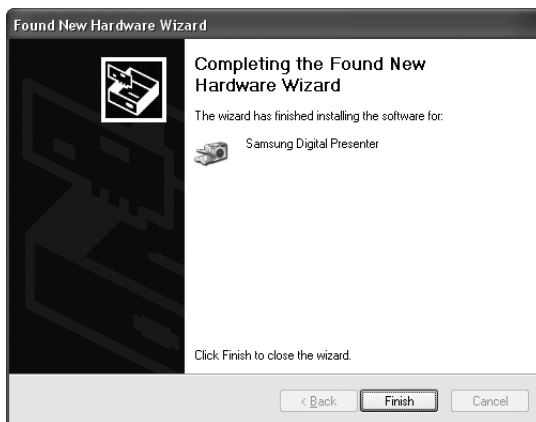 Found New Hardware Wizard
Completing the Found New
Hardware Wizard
The wizard has finished installing the software for:
Samsung Digital Presenter
Click Finish to close the wizard.
< Back
Finish
Cancel